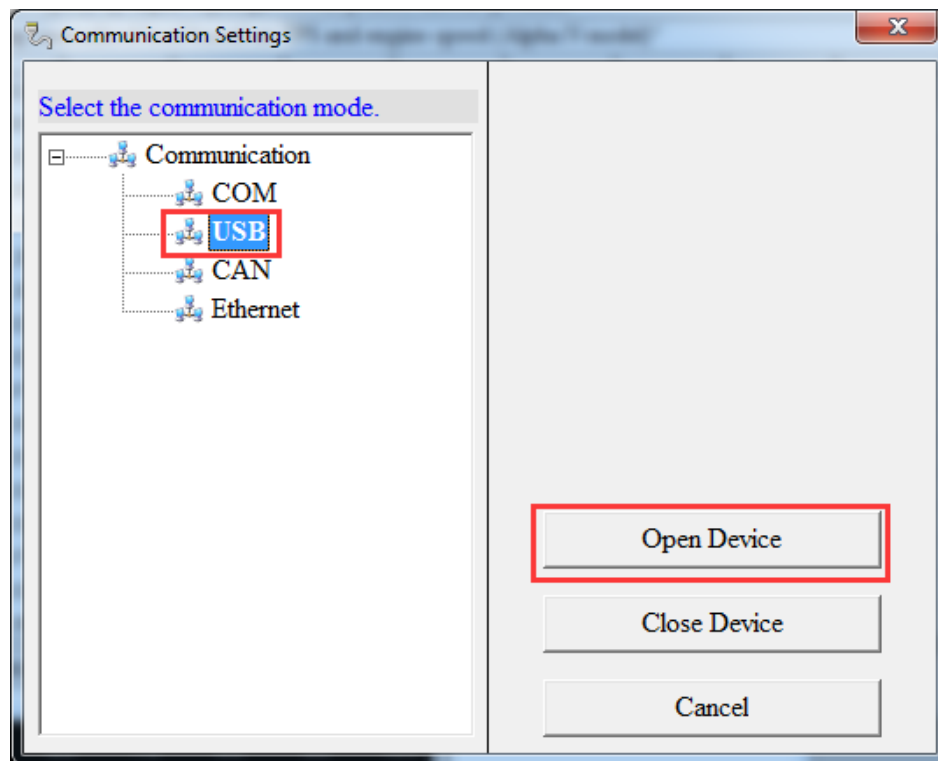 Communication Settings
Select the communication mode.
Communication
COM
USB
CAN
Ethernet
Open Device
Close Device
Cancel